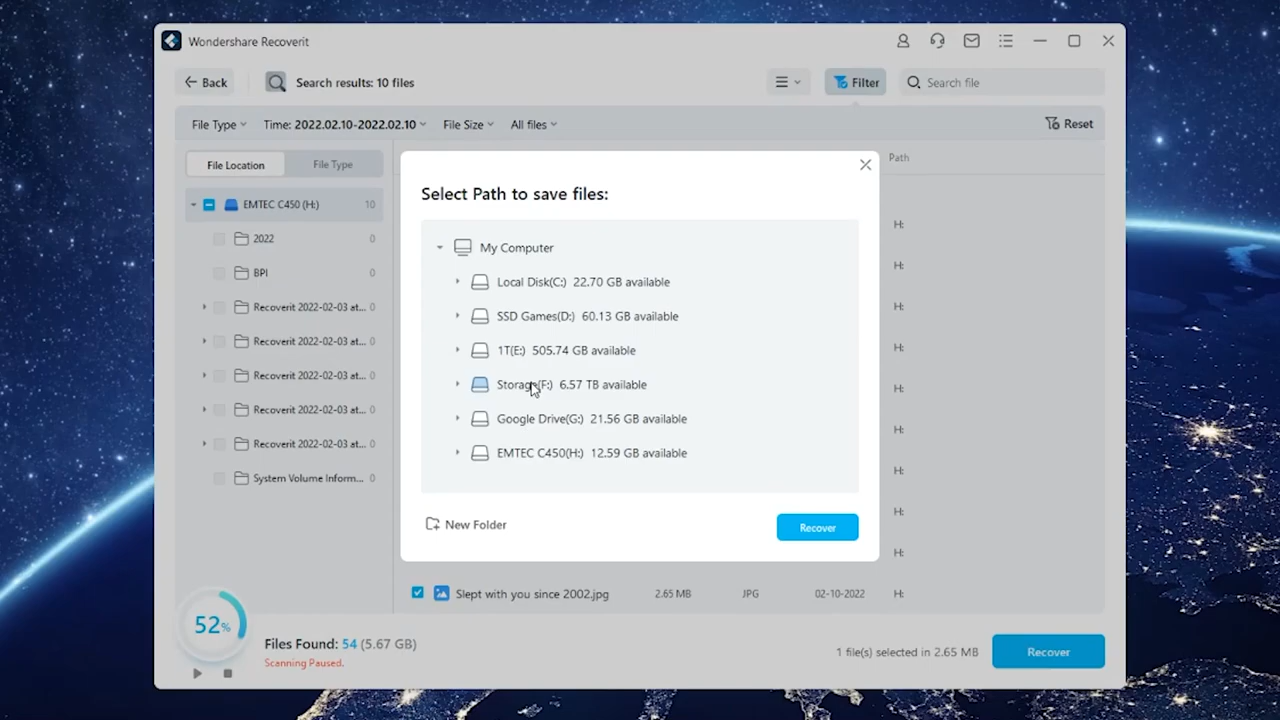 Wondershare Recoverit
Back
Search results: 10 files
Filter
Search file
File Type
Time: 2022.02.10-2022.02.10
File Size
All files
Reset
File Location
File Type
Path
EMTEC C450 (H:) 10
2022 0
BPI 0
Recoverit 2022-02-03 at... 0
Recoverit 2022-02-03 at... 0
Recoverit 2022-02-03 at... 0
Recoverit 2022-02-03 at... 0
Recoverit 2022-02-03 at... 0
System Volume Inform... 0
Select Path to save files:
My Computer
Local Disk(C:) 22.70 GB available
SSD Games(D:) 60.13 GB available
1T(E:) 505.74 GB available
Storage(F:) 6.57 TB available
Google Drive(G:) 21.56 GB available
EMTEC C450(H:) 12.59 GB available
New Folder
Recover
H:
H:
H:
H:
H:
H:
H:
H:
H:
Slept with you since 2002.jpg 2.65 MB JPG 02-10-2022 H:
52%
Files Found: 54 (5.67 GB)
Scanning Paused.
1 file(s) selected in 2.65 MB
Recover